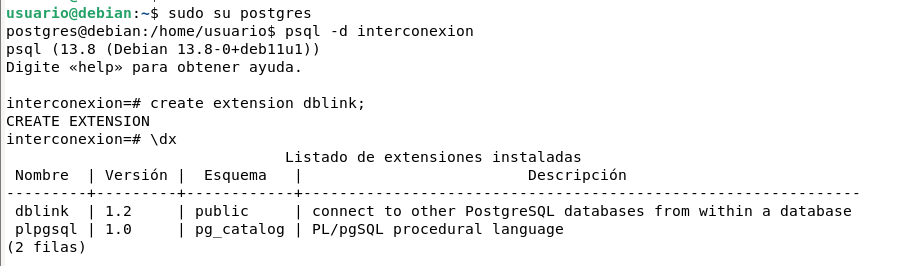 usuario@debian:~$ sudo su postgres
postgres@debian:/home/usuario$ psql -d interconexion
psql (13.8 (Debian 13.8-0+deb11u1))
Digite «help» para obtener ayuda.

interconexion=# create extension dblink;
CREATE EXTENSION
interconexion=# \dx
                               Listado de extensiones instaladas
 Nombre  | Versión |  Esquema   |                         Descripción
---------+---------+------------+--------------------------------------------------------------
 dblink  | 1.2     | public     | connect to other PostgreSQL databases from within a database
 plpgsql | 1.0     | pg_catalog | PL/pgSQL procedural language
(2 filas)